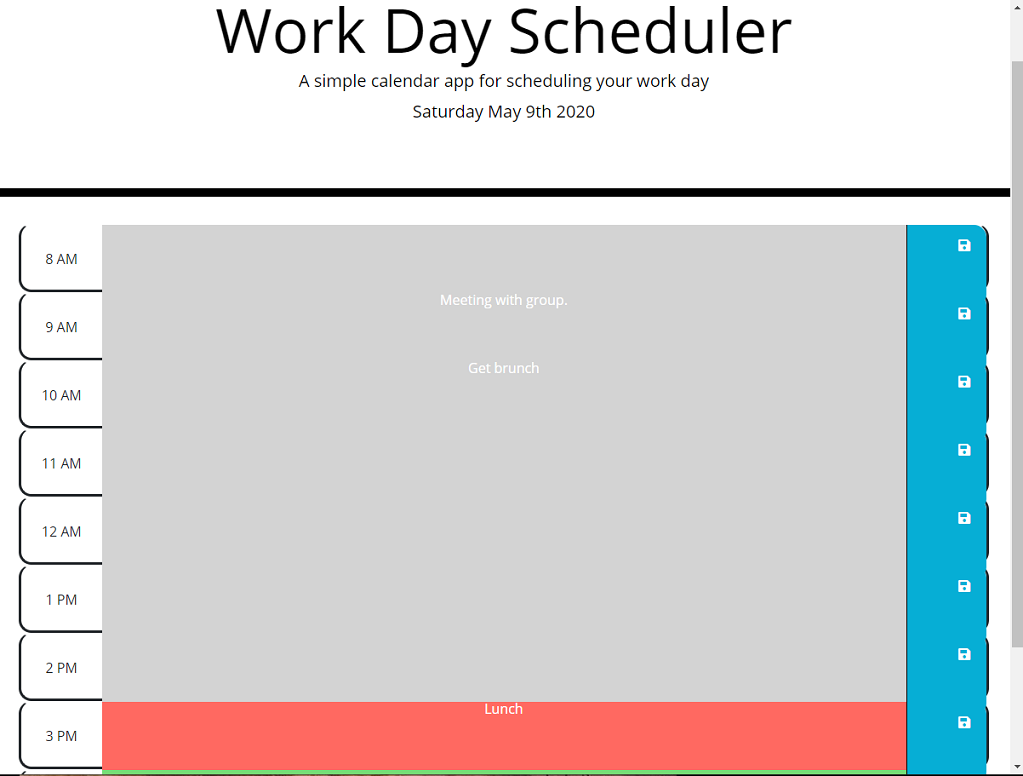 Work Day Scheduler
A simple calendar app for scheduling your work day
Saturday May 9th 2020
8 AM
9 AM
Meeting with group.
10 AM
Get brunch
11 AM
12 AM
1 PM
2 PM
3 PM
Lunch